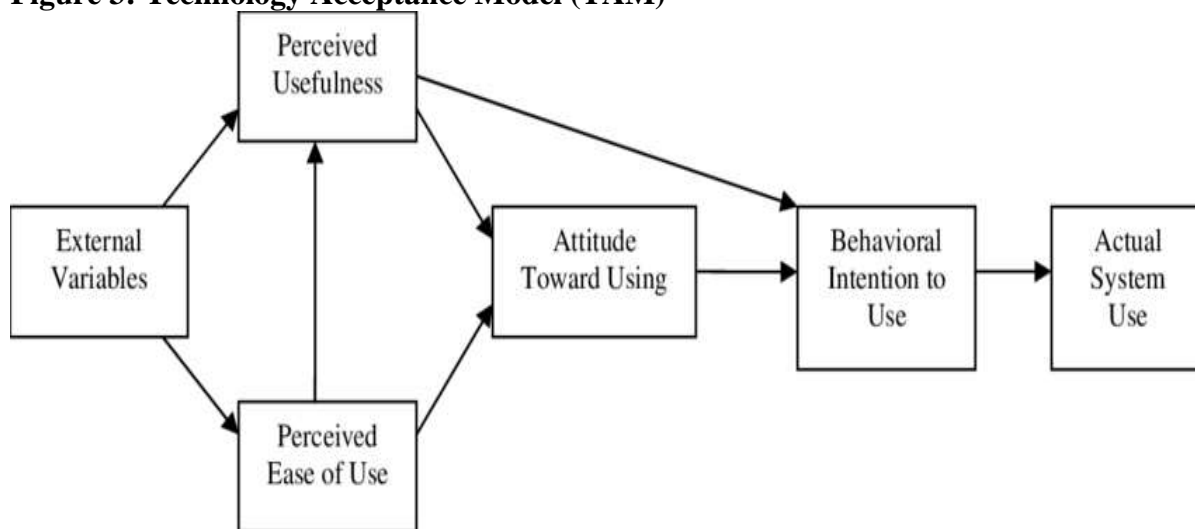 Figure 3: Technology Acceptance Model (TAM)
Perceived
Usefulness
External
Variables
Attitude
Toward Using
Behavioral
Intention to
Use
Actual
System
Use
Perceived
Ease of Use